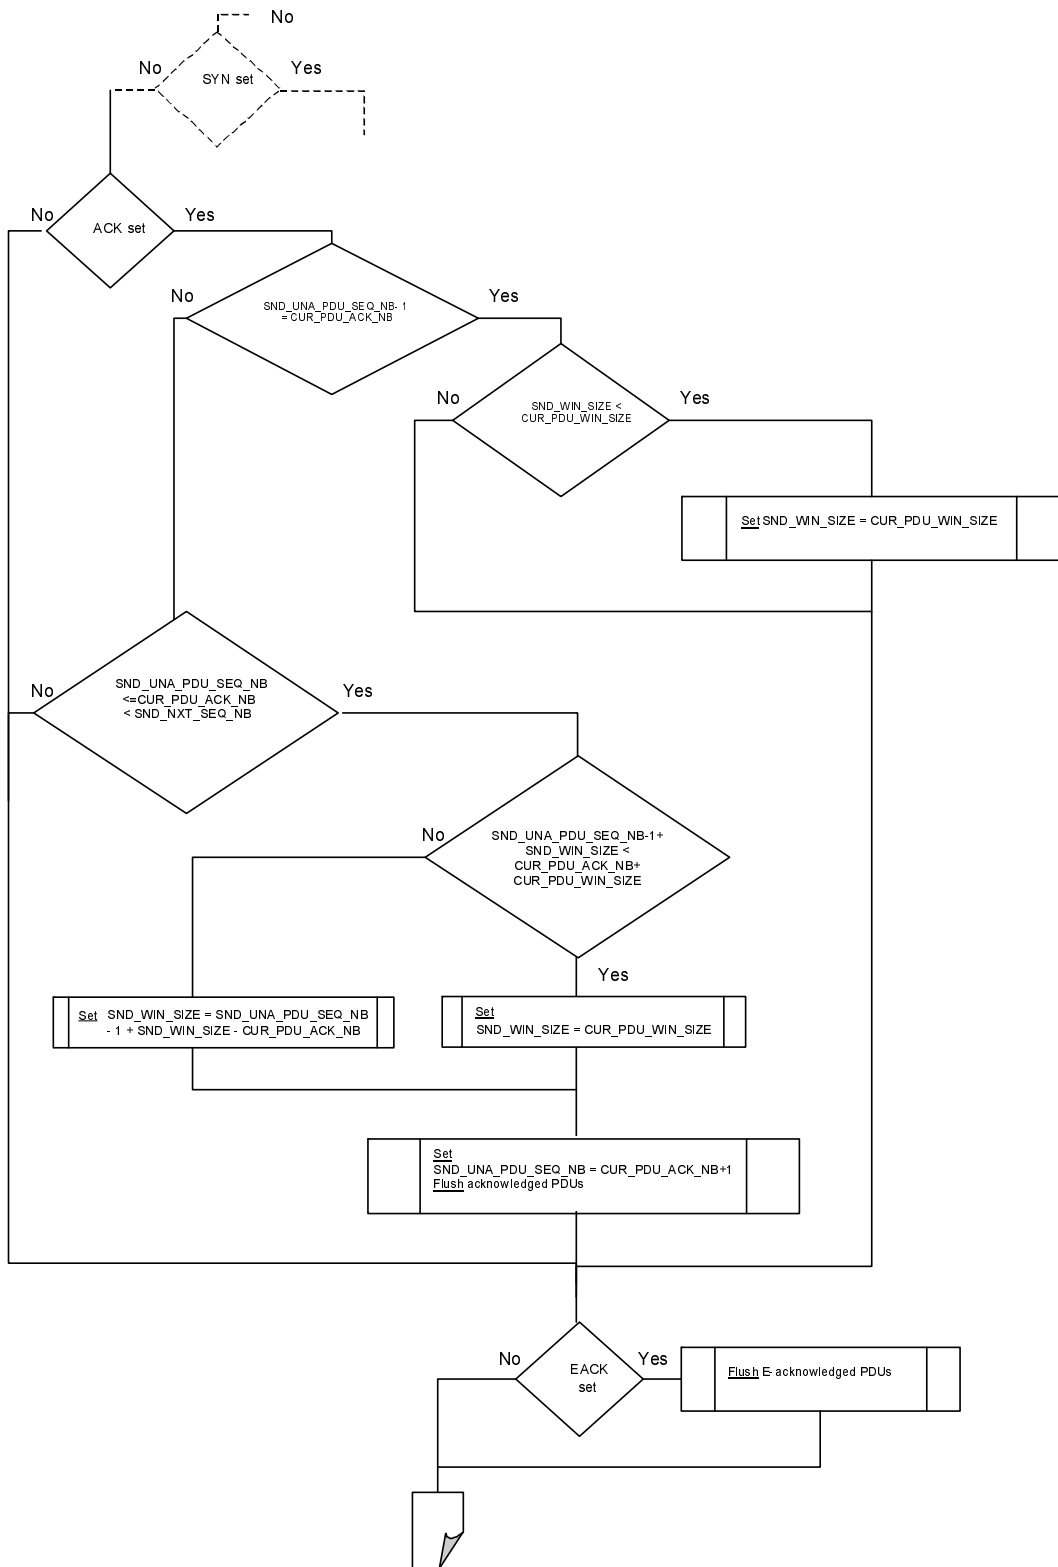 No
No
Yes
SYN set
No
Yes
ACK set
No
Yes
SND_UNA_PDU_SEQ_NB- 1
= CUR_PDU_ACK_NB
No
Yes
SND_WIN_SIZE <
CUR_PDU_WIN_SIZE
Set SND_WIN_SIZE = CUR_PDU_WIN_SIZE
No
Yes
SND_UNA_PDU_SEQ_NB
<=CUR_PDU_ACK_NB
< SND_NXT_SEQ_NB
No
SND_UNA_PDU_SEQ_NB-1+
SND_WIN_SIZE <
CUR_PDU_ACK_NB+
CUR_PDU_WIN_SIZE
Yes
Set SND_WIN_SIZE = SND_UNA_PDU_SEQ_NB
- 1 + SND_WIN_SIZE - CUR_PDU_ACK_NB
Set
SND_WIN_SIZE = CUR_PDU_WIN_SIZE
Set
SND_UNA_PDU_SEQ_NB = CUR_PDU_ACK_NB+1
Flush acknowledged PDUs
No
Yes
EACK
set
Flush E- acknowledged PDUs